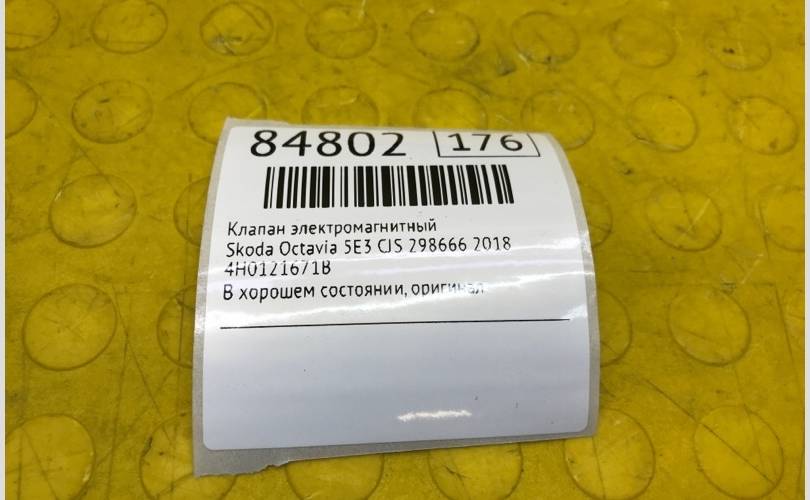 84802 176
Клапан электромагнитный
Skoda Octavia 5E3 CJS 298666 2018
4H0121671B
В хорошем состоянии, оригинал